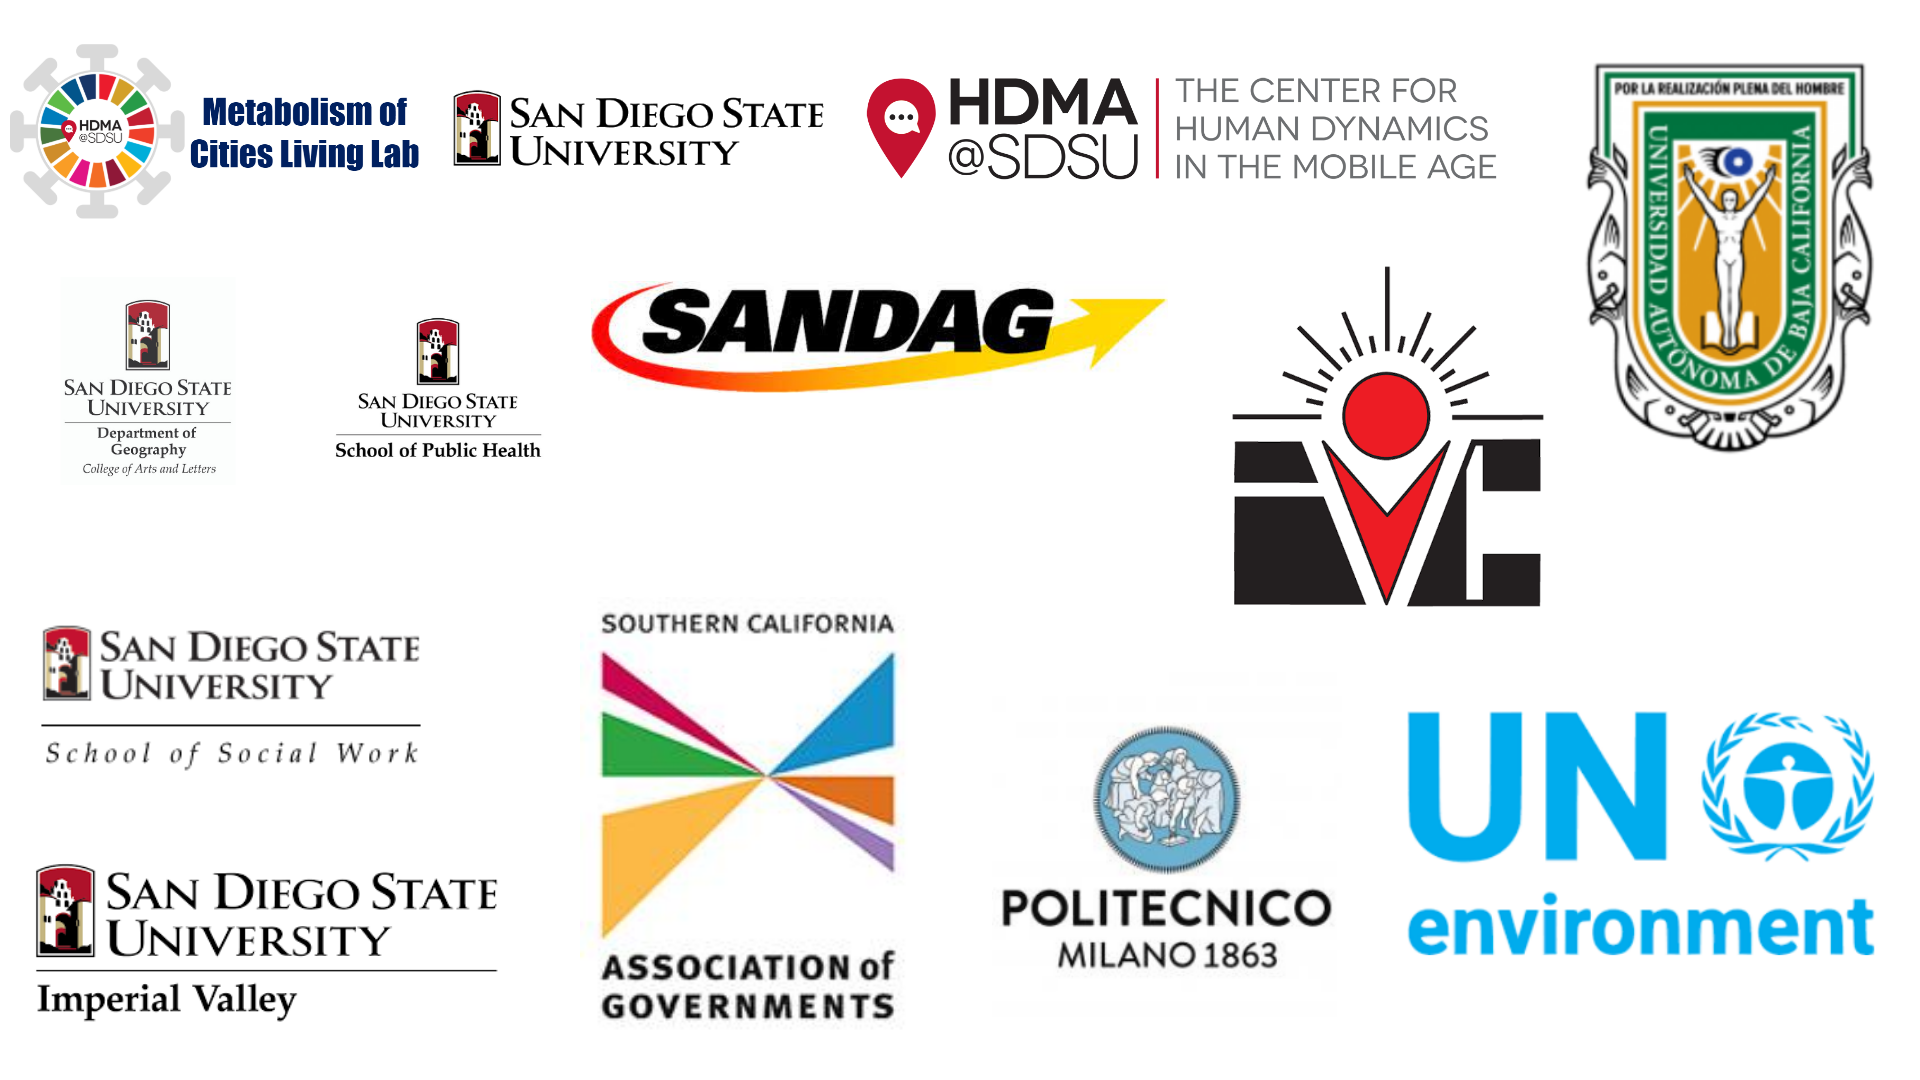 HDMA
@SDSU
Metabolism of
Cities Living Lab
SAN DIEGO STATE
UNIVERSITY
HDMA
@SDSU
THE CENTER FOR
HUMAN DYNAMICS
IN THE MOBILE AGE
POR LA REALIZACIÓN PLENA DEL HOMBRE
UNIVERSIDAD AUTÓNOMA DE BAJA CALIFORNIA
SAN DIEGO STATE
UNIVERSITY
Department of
Geography
College of Arts and Letters
SAN DIEGO STATE
UNIVERSITY
School of Public Health
SANDAG
iVC
SAN DIEGO STATE
UNIVERSITY
School of Social Work
SAN DIEGO STATE
UNIVERSITY
Imperial Valley
SOUTHERN CALIFORNIA
ASSOCIATION of
GOVERNMENTS
POLITECNICO
MILANO 1863
UN
environment